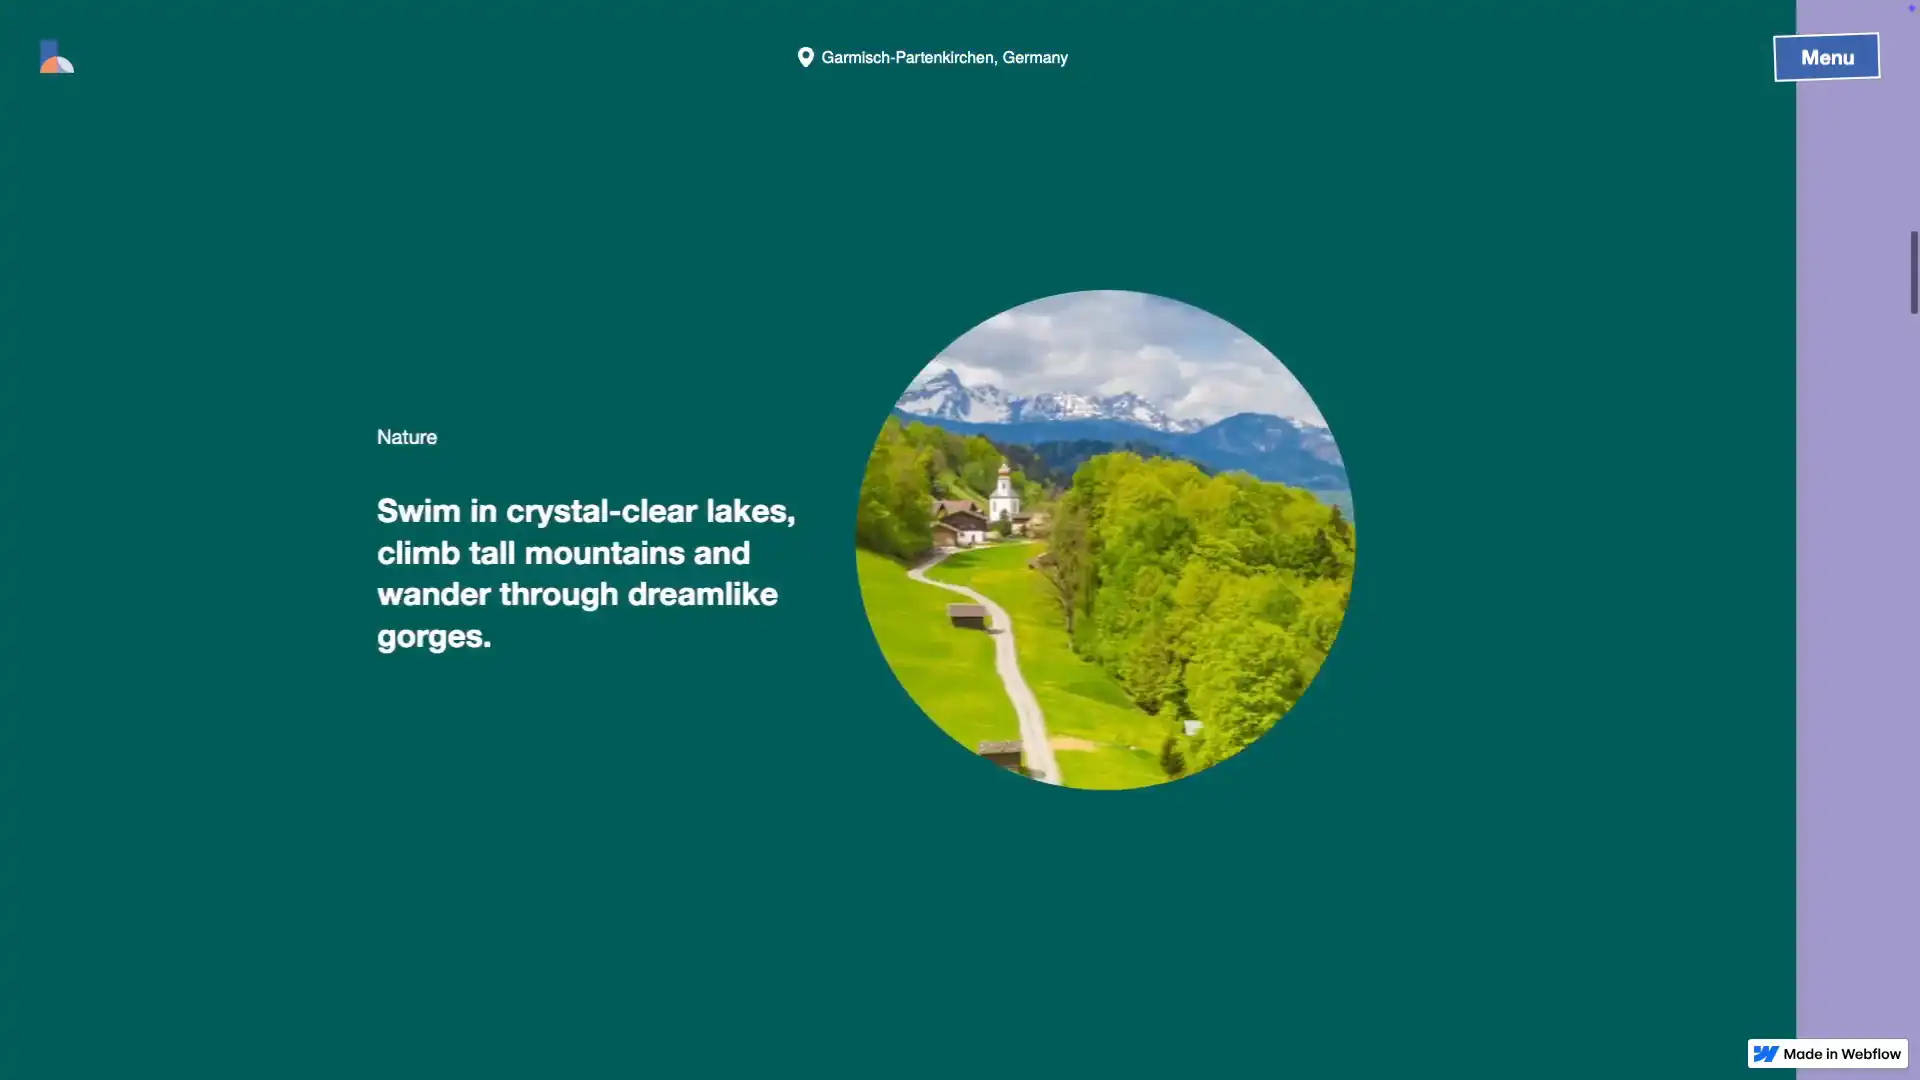 Garmisch-Partenkirchen, Germany
Menu
Nature
Swim in crystal-clear lakes,
climb tall mountains and
wander through dreamlike
gorges.
Made in Webflow